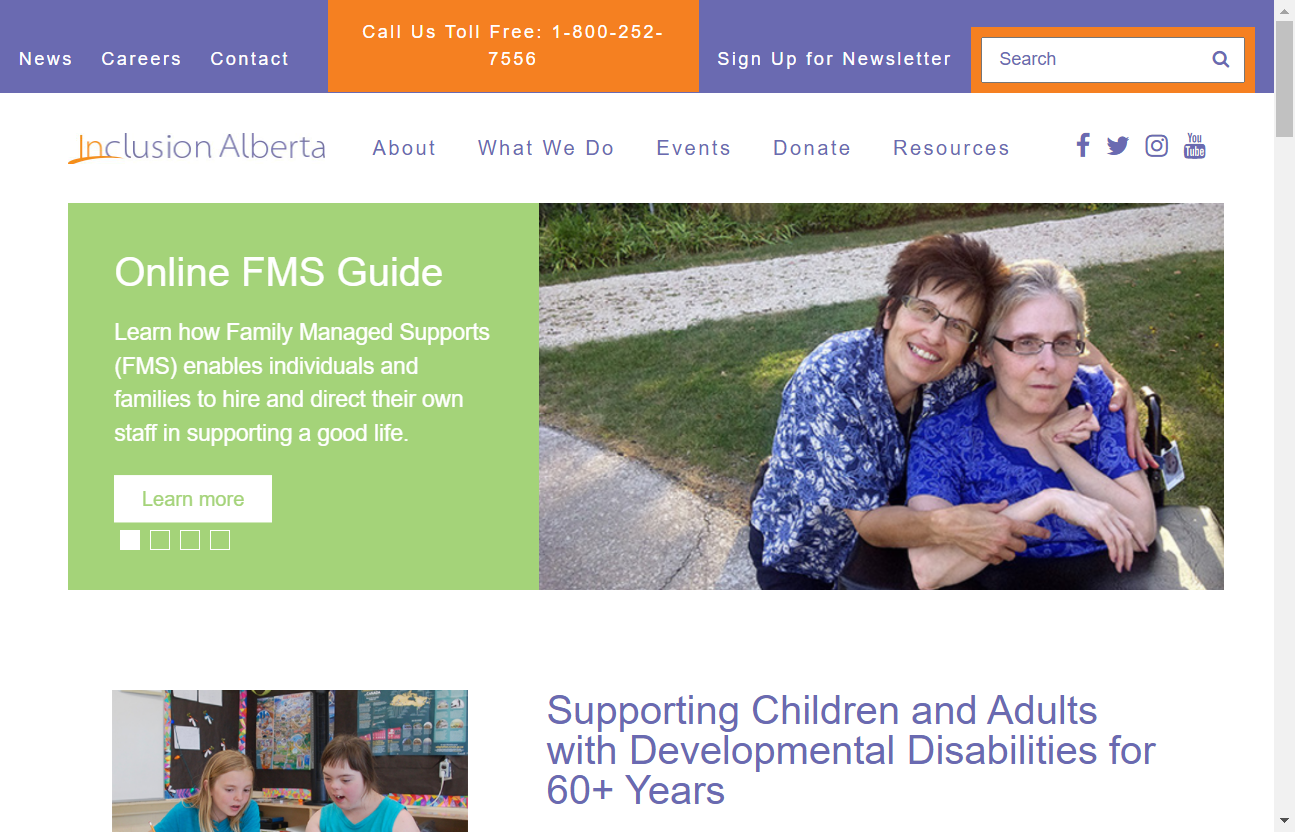 News Careers Contact
Call Us Toll Free: 1-800-252-
7556
Sign Up for Newsletter
Search
Inclusion Alberta
About What We Do Events Donate Resources
You
Tube
Online FMS Guide
Learn how Family Managed Supports
(FMS) enables individuals and
families to hire and direct their own
staff in supporting a good life.
Learn more
Supporting Children and Adults
with Developmental Disabilities for
60+ Years